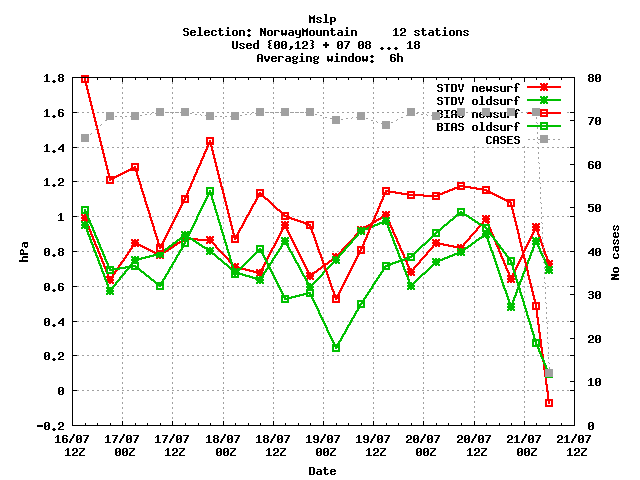 Mslp
Selection: NorwayMountain 12 stations
Used {00,12} + 07 08 ... 18
Averaging window: 6h
STDV newsurf
STDV oldsurf
BIAS newsurf
BIAS oldsurf
CASES
1.8
1.6
1.4
1.2
1
0.8
0.6
0.4
0.2
0
-0.2
hPa
80
70
60
50
40
30
20
10
0
No cases
16/07 17/07 17/07 18/07 18/07 19/07 19/07 20/07 20/07 21/07 21/07
12Z 00Z 12Z 00Z 12Z 00Z 12Z 00Z 12Z 00Z 12Z
Date